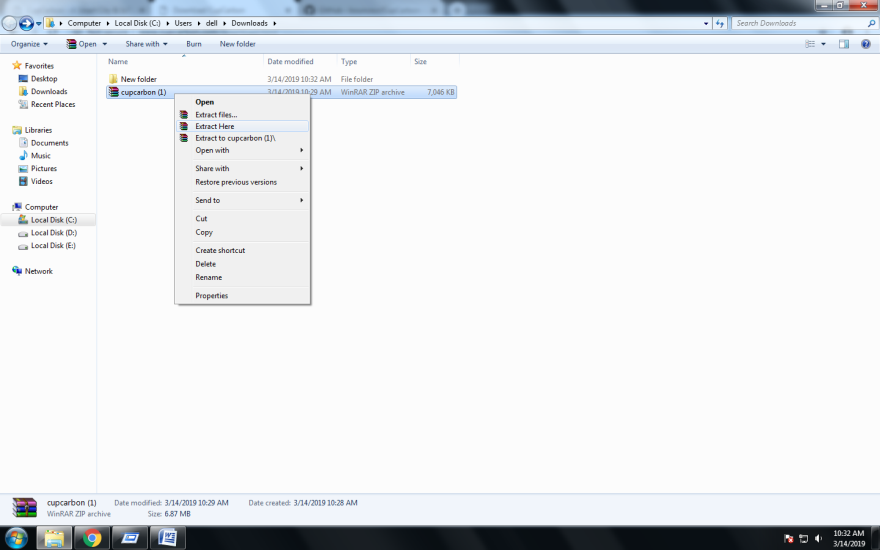 Computer ▸ Local Disk (C:) ▸ Users ▸ dell ▸ Downloads ▸
Search Downloads
Organize Open Share with Burn New folder
Name Date modified Type Size
New folder 3/14/2019 10:32 AM File folder
cupcarbon (1) 3/14/2019 10:29 AM WinRAR ZIP archive 7,046 KB
Favorites
Desktop
Downloads
Recent Places
Libraries
Documents
Music
Pictures
Videos
Computer
Local Disk (C:)
Local Disk (D:)
Local Disk (E:)
Network
Open
Extract files...
Extract Here
Extract to cupcarbon (1)\
Open with
Share with
Restore previous versions
Send to
Cut
Copy
Create shortcut
Delete
Rename
Properties
cupcarbon (1) Date modified: 3/14/2019 10:29 AM Date created: 3/14/2019 10:28 AM
WinRAR ZIP archive Size: 6.87 MB
10:32 AM
3/14/2019